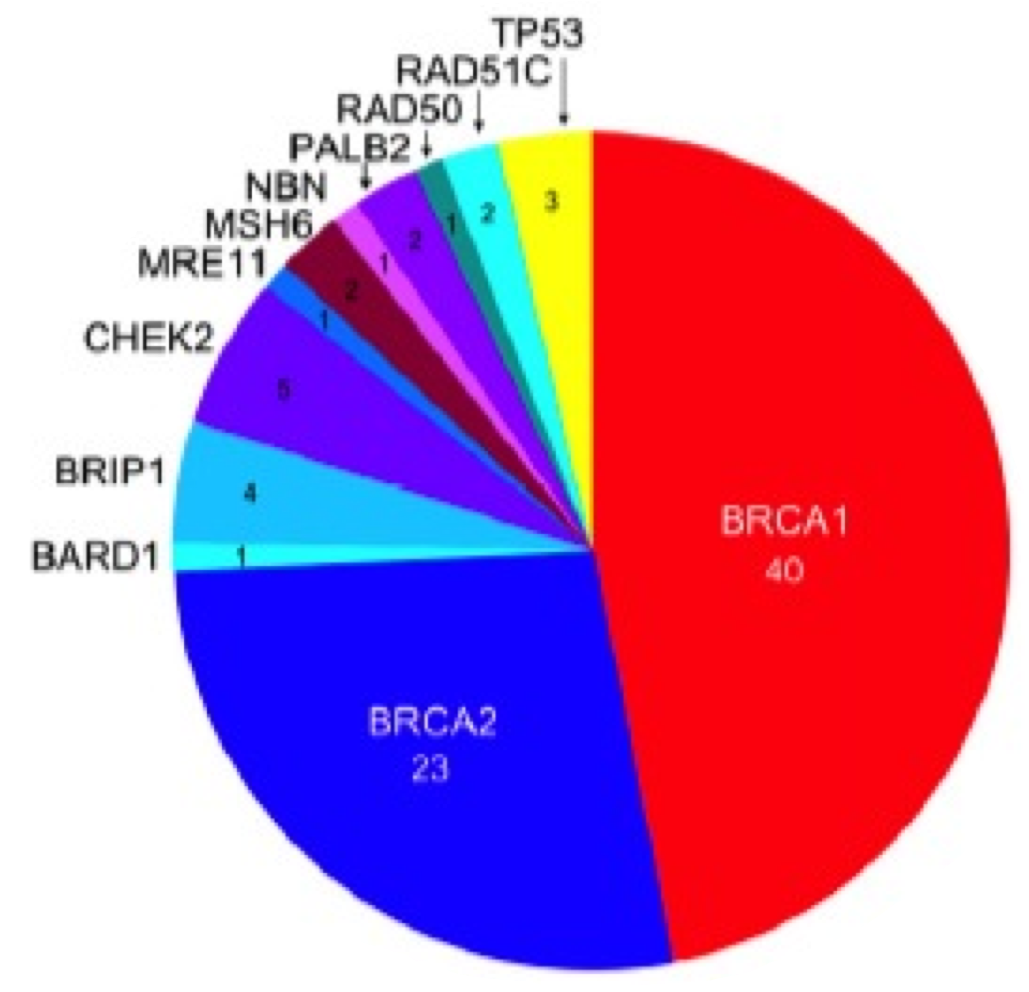 TP53
RAD51C
RAD50
PALB2
NBN
MSH6
MRE11
CHEK2
BRIP1
BARD1
3
2
1
2
1
2
1
5
4
1
BRCA1
40
BRCA2
23